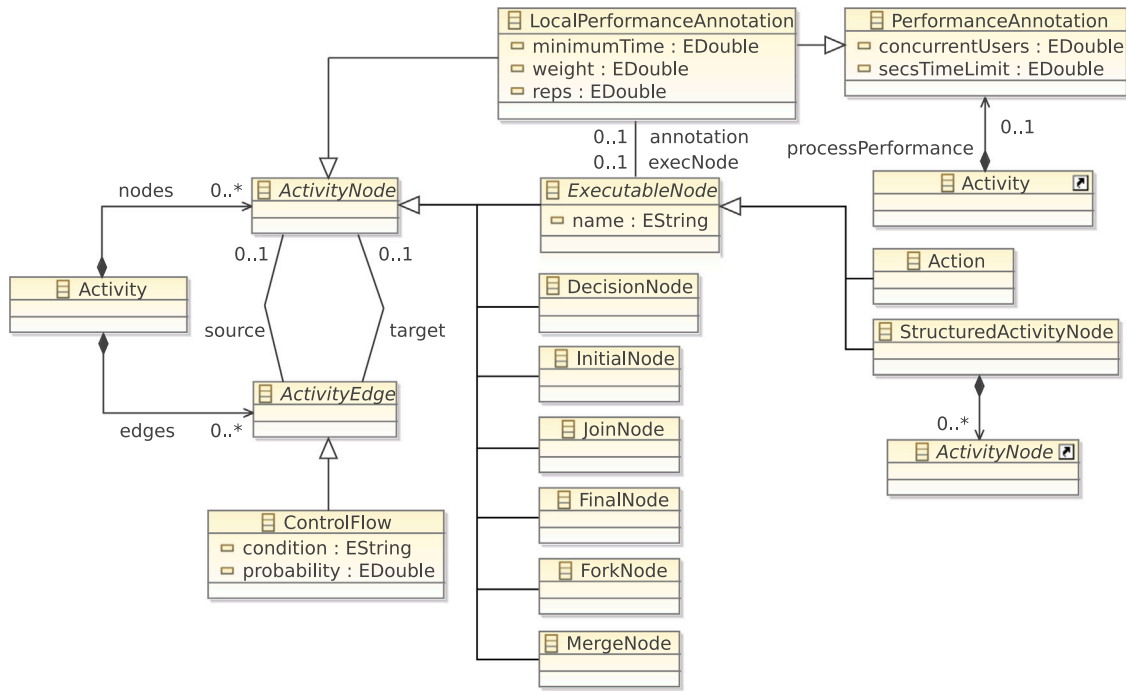 LocalPerformanceAnnotation
minimumTime : EDouble
weight : EDouble
reps : EDouble
PerformanceAnnotation
concurrentUsers : EDouble
secsTimeLimit : EDouble
0..1 annotation
0..1 execNode
0..1
processPerformance
nodes
0..*
ActivityNode
ExecutableNode
name : EString
Activity
0..1
0..1
Action
Activity
DecisionNode
source
target
StructuredActivityNode
InitialNode
ActivityEdge
edges
0..*
0..*
JoinNode
ActivityNode
FinalNode
ControlFlow
condition : EString
probability : EDouble
ForkNode
MergeNode